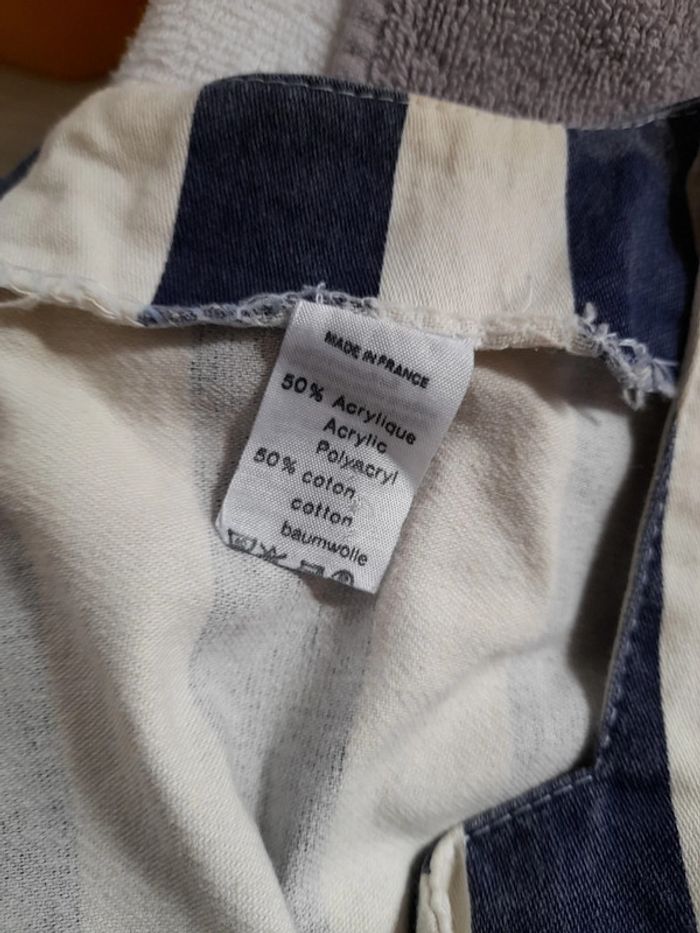 MADE IN FRANCE
50% Acrylique
Acrylic
Polyacryl
50% coton
cotton
baumwolle